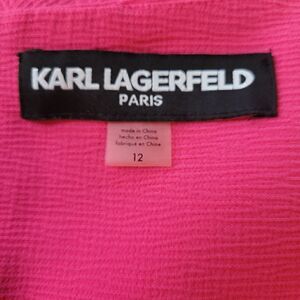 KARL LAGERFELD
PARIS
made in China
hecho en China
fabriqué en Chine
12